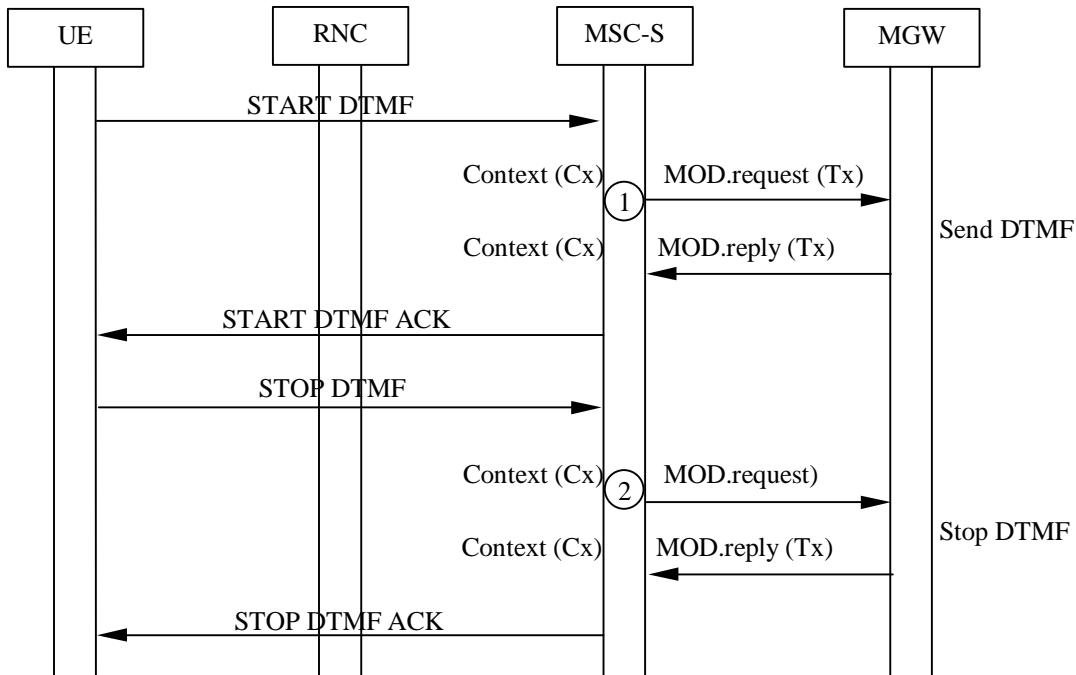 UE
RNC
MSC-S
MGW
START DTMF
Context (Cx)
MOD.request (Tx)
1
Send DTMF
Context (Cx)
MOD.reply (Tx)
START DTMF ACK
STOP DTMF
Context (Cx)
MOD.request)
2
Stop DTMF
Context (Cx)
MOD.reply (Tx)
STOP DTMF ACK